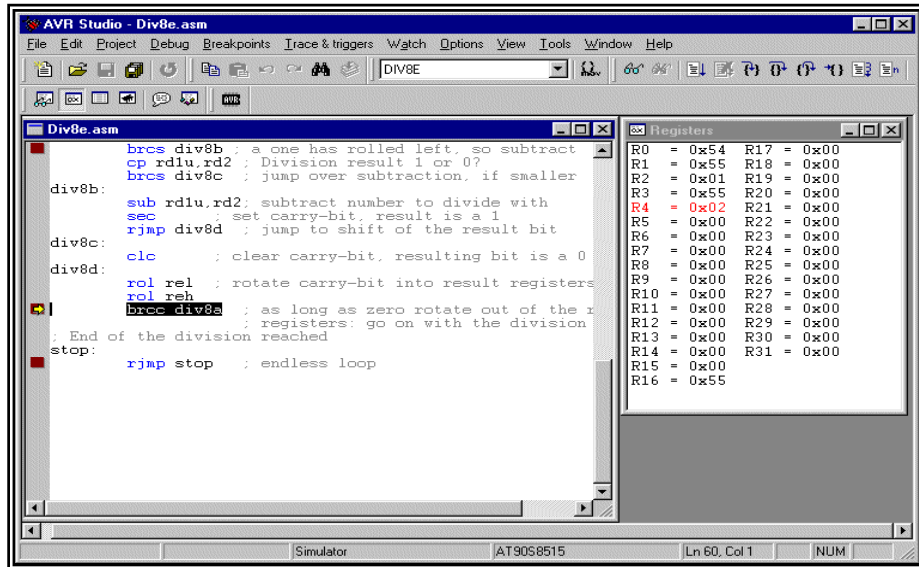 AVR Studio - Div8e.asm
File Edit Project Debug Breakpoints Trace & triggers Watch Options View Tools Window Help
DIV8E
AVR
Div8e.asm
brcs div8b ; a one has rolled left, so subtract
cp rd1u,rd2 ; Division result 1 or 0?
brcs div8c ; jump over subtraction, if smaller
div8b:
sub rd1u,rd2; subtract number to divide with
sec ; set carry-bit, result is a 1
rjmp div8d ; jump to shift of the result bit
div8c:
clc ; clear carry-bit, resulting bit is a 0
div8d:
rol rel ; rotate carry-bit into result registers
rol reh
brcc div8a ; as long as zero rotate out of the r
; registers: go on with the division
; End of the division reached
stop:
rjmp stop ; endless loop
Registers
R0 = 0x54 R17 = 0x00
R1 = 0x55 R18 = 0x00
R2 = 0x01 R19 = 0x00
R3 = 0x55 R20 = 0x00
R4 = 0x02 R21 = 0x00
R5 = 0x00 R22 = 0x00
R6 = 0x00 R23 = 0x00
R7 = 0x00 R24 = 0x00
R8 = 0x00 R25 = 0x00
R9 = 0x00 R26 = 0x00
R10 = 0x00 R27 = 0x00
R11 = 0x00 R28 = 0x00
R12 = 0x00 R29 = 0x00
R13 = 0x00 R30 = 0x00
R14 = 0x00 R31 = 0x00
R15 = 0x00
R16 = 0x55
Simulator AT90S8515 Ln 60, Col 1 NUM